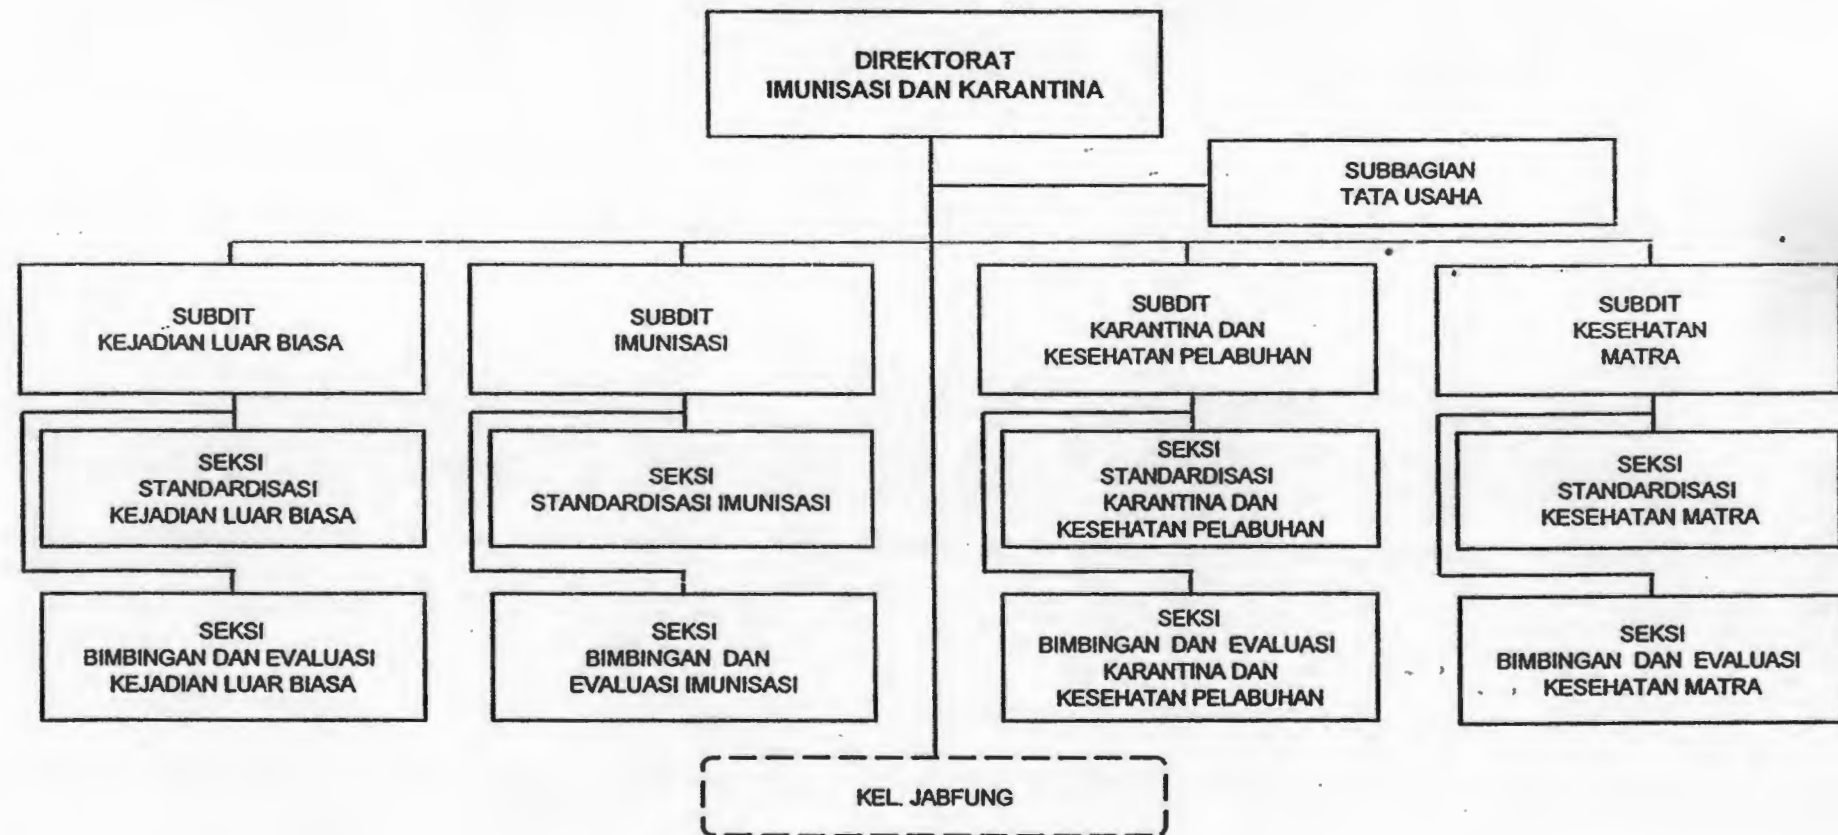 DIREKTORAT
IMUNISASI DAN KARANTINA
SUBBAGIAN
TATA USAHA
SUBDIT
KEJADIAN LUAR BIASA
SUBDIT
IMUNISASI
SUBDIT
KARANTINA DAN
KESEHATAN PELABUHAN
SUBDIT
KESEHATAN
MATRA
SEKSI
STANDARDISASI
KEJADIAN LUAR BIASA
SEKSI
STANDARDISASI IMUNISASI
SEKSI
STANDARDISASI
KARANTINA DAN
KESEHATAN PELABUHAN
SEKSI
STANDARDISASI
KESEHATAN MATRA
SEKSI
BIMBINGAN DAN EVALUASI
KEJADIAN LUAR BIASA
SEKSI
BIMBINGAN DAN
EVALUASI IMUNISASI
SEKSI
BIMBINGAN DAN EVALUASI
KARANTINA DAN
KESEHATAN PELABUHAN
SEKSI
BIMBINGAN DAN EVALUASI
KESEHATAN MATRA
KEL. JABFUNG